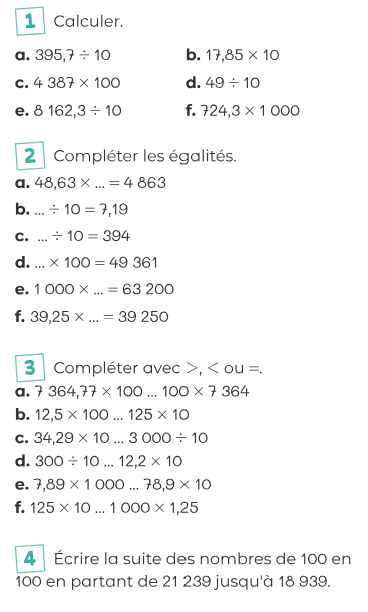 1 Calculer.
a. 395,7 ÷ 10 b. 17,85 × 10
c. 4 387 × 100 d. 49 ÷ 10
e. 8 162,3 ÷ 10 f. 724,3 × 1 000
2 Compléter les égalités.
a. 48,63 × ... = 4 863
b. ... ÷ 10 = 7,19
c. ... ÷ 10 = 394
d. ... × 100 = 49 361
e. 1 000 × ... = 63 200
f. 39,25 × ... = 39 250
3 Compléter avec >, < ou =.
a. 7 364,77 × 100 ... 100 × 7 364
b. 12,5 × 100 ... 125 × 10
c. 34,29 × 10 ... 3 000 ÷ 10
d. 300 ÷ 10 ... 12,2 × 10
e. 7,89 × 1 000 ... 78,9 × 10
f. 125 × 10 ... 1 000 × 1,25
4 Écrire la suite des nombres de 100 en
100 en partant de 21 239 jusqu'à 18 939.